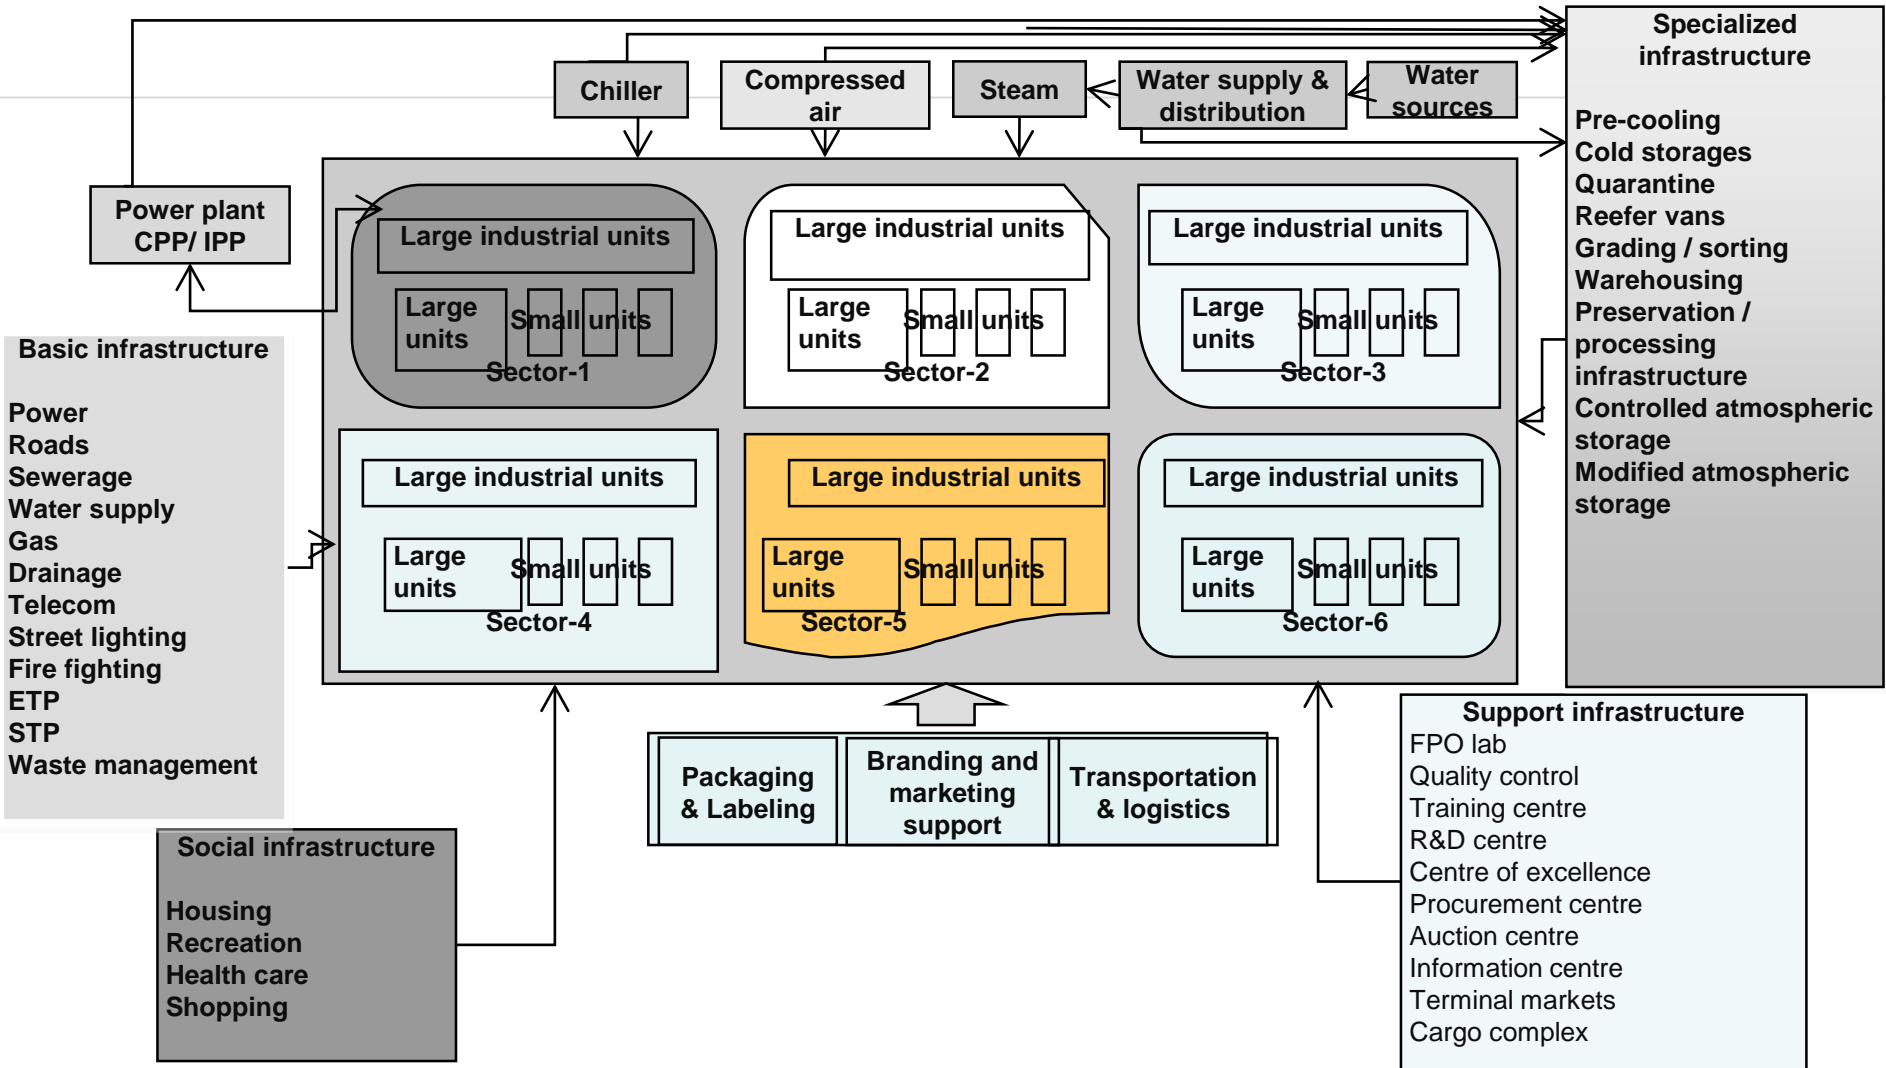 Specialized
infrastructure
Pre-cooling
Cold storages
Quarantine
Reefer vans
Grading / sorting
Warehousing
Preservation /
processing
infrastructure
Controlled atmospheric
storage
Modified atmospheric
storage
Chiller
Compressed
air
Steam
Water supply &
distribution
Water
sources
Power plant
CPP/ IPP
Large industrial units
Large
units
Small units
Sector-1
Large industrial units
Large
units
Small units
Sector-2
Large industrial units
Large
units
Small units
Sector-3
Basic infrastructure
Power
Roads
Sewerage
Water supply
Gas
Drainage
Telecom
Street lighting
Fire fighting
ETP
STP
Waste management
Large industrial units
Large
units
Small units
Sector-4
Large industrial units
Large
units
Small units
Sector-5
Large industrial units
Large
units
Small units
Sector-6
Packaging
& Labeling
Branding and
marketing
support
Transportation
& logistics
Support infrastructure
FPO lab
Quality control
Training centre
R&D centre
Centre of excellence
Procurement centre
Auction centre
Information centre
Terminal markets
Cargo complex
Social infrastructure
Housing
Recreation
Health care
Shopping